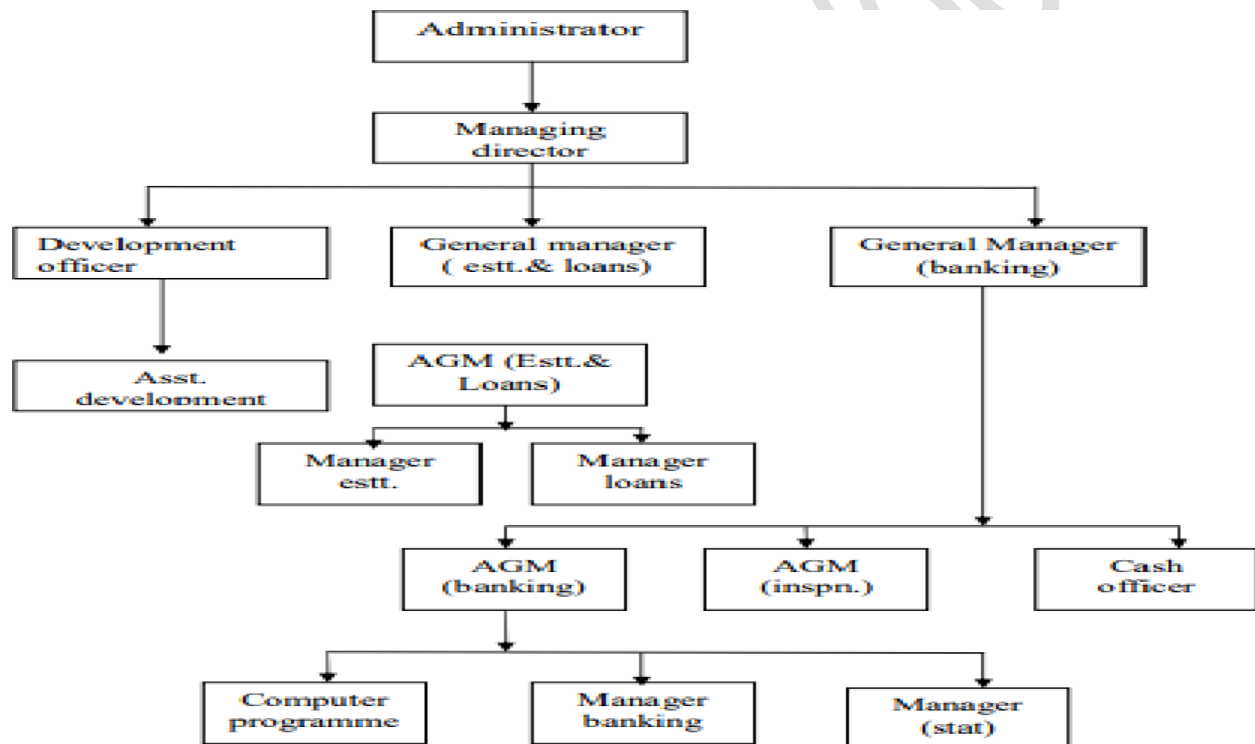 Administrator
Managing
director
Development
officer
General manager
( estt.& loans)
General Manager
(banking)
Asst.
development
AGM (Estt.&
Loans)
Manager
estt.
Manager
loans
AGM
(banking)
AGM
(inspn.)
Cash
officer
Computer
programme
Manager
banking
Manager
(stat)